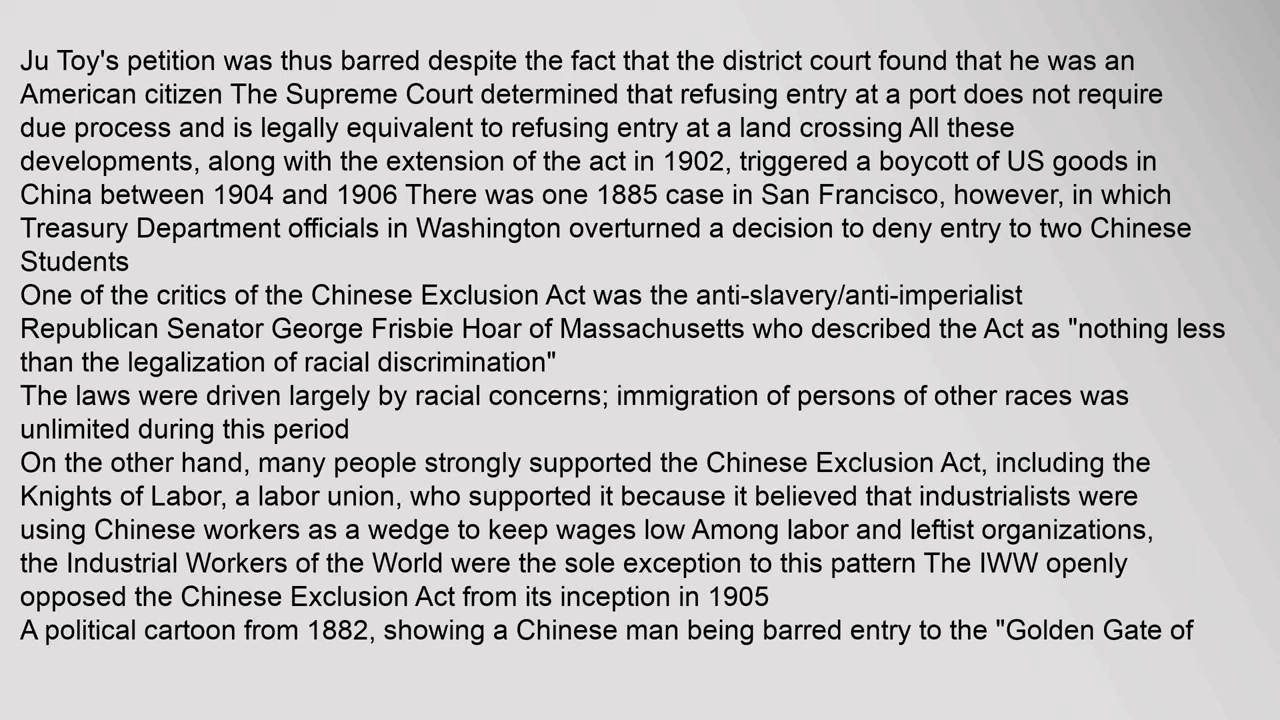 Ju Toy's petition was thus barred despite the fact that the district court found that he was an
American citizen The Supreme Court determined that refusing entry at a port does not require
due process and is legally equivalent to refusing entry at a land crossing All these
developments, along with the extension of the act in 1902, triggered a boycott of US goods in
China between 1904 and 1906 There was one 1885 case in San Francisco, however, in which
Treasury Department officials in Washington overturned a decision to deny entry to two Chinese
Students
One of the critics of the Chinese Exclusion Act was the anti-slavery/anti-imperialist
Republican Senator George Frisbie Hoar of Massachusetts who described the Act as "nothing less
than the legalization of racial discrimination"
The laws were driven largely by racial concerns; immigration of persons of other races was
unlimited during this period
On the other hand, many people strongly supported the Chinese Exclusion Act, including the
Knights of Labor, a labor union, who supported it because it believed that industrialists were
using Chinese workers as a wedge to keep wages low Among labor and leftist organizations,
the Industrial Workers of the World were the sole exception to this pattern The IWW openly
opposed the Chinese Exclusion Act from its inception in 1905
A political cartoon from 1882, showing a Chinese man being barred entry to the "Golden Gate of